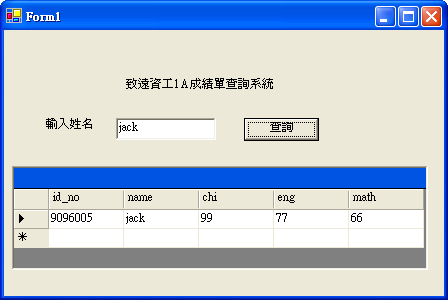 Form1
致遠資工1A成績單查詢系統
輸入姓名 jack 查詢
id_no name chi eng math
9096005 jack 99 77 66